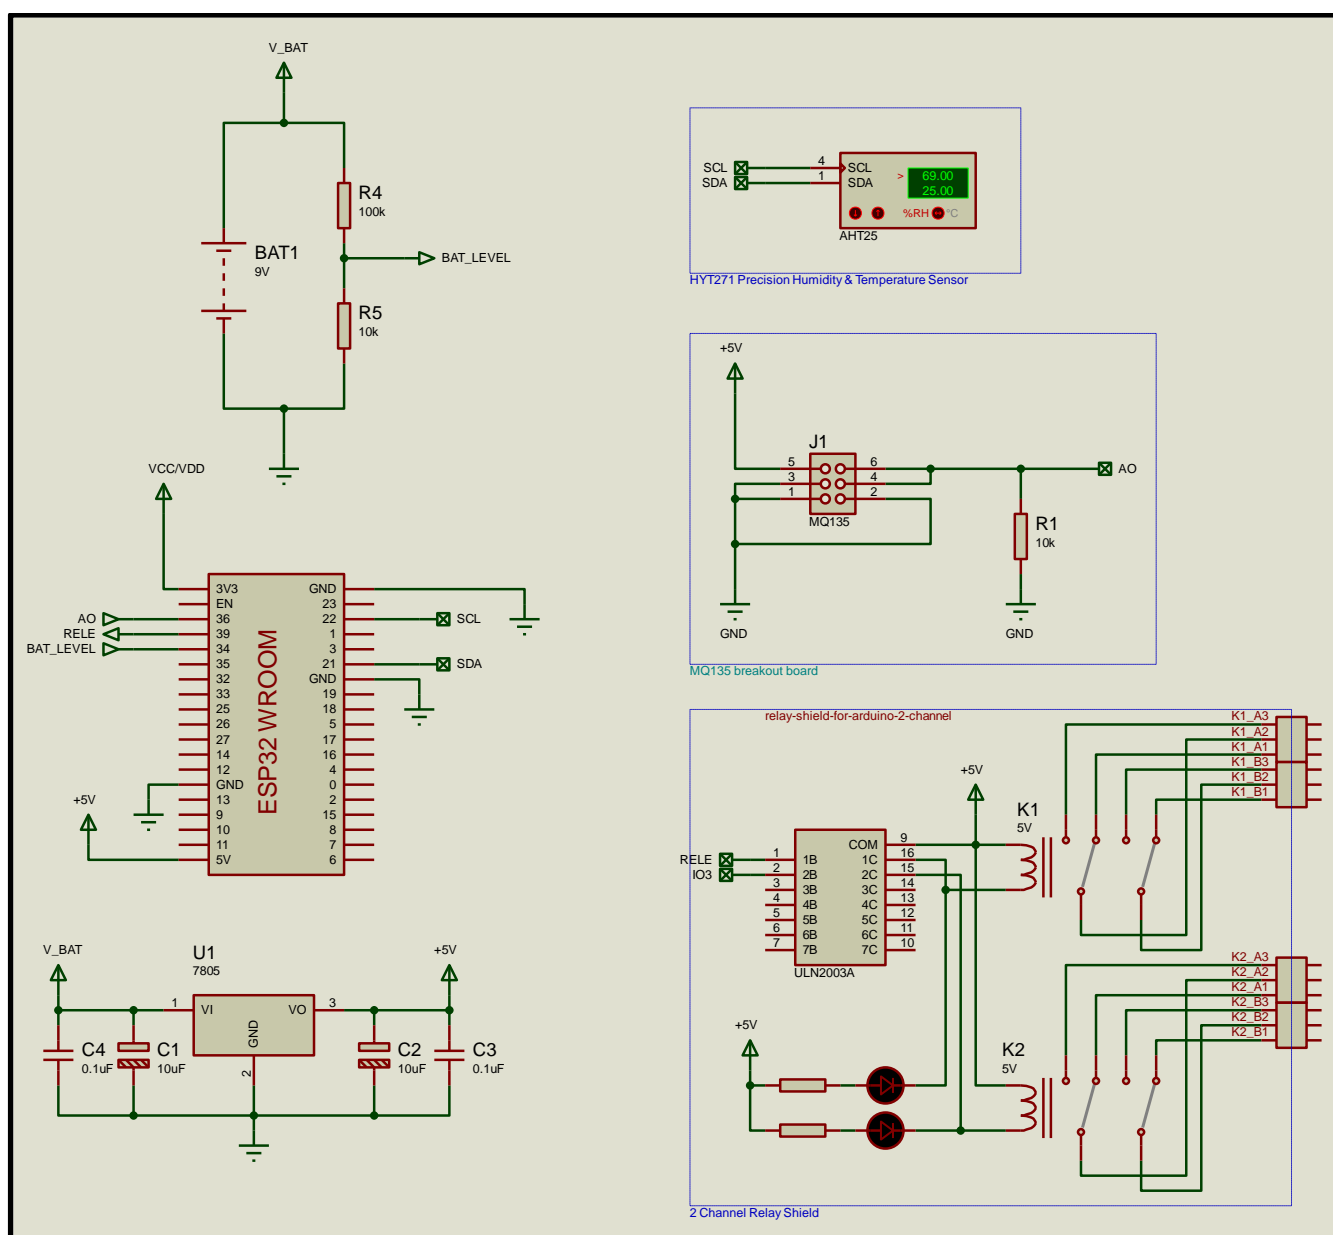 V_BAT
R4
100k
BAT1
9V
BAT_LEVEL
R5
10k
SCL
SDA
4
1
SCL
SDA
>
69.00
25.00
%RH
°C
AHT25
HYT271 Precision Humidity & Temperature Sensor
+5V
J1
5
3
1
6
4
2
MQ135
AO
R1
10k
GND
GND
MQ135 breakout board
VCC/VDD
AO
RELE
BAT_LEVEL
3V3
EN
36
39
34
35
32
33
25
26
27
14
12
GND
13
9
10
11
5V
ESP32 WROOM
GND
23
22
1
3
21
GND
19
18
5
17
16
4
0
2
15
8
7
6
SCL
SDA
+5V
relay-shield-for-arduino-2-channel
K1_A3
K1_A2
K1_A1
K1_B3
K1_B2
K1_B1
+5V
K1
5V
RELE
IO3
1
2
3
4
5
6
7
1B
2B
3B
4B
5B
6B
7B
COM
1C
2C
3C
4C
5C
6C
7C
9
16
15
14
13
12
11
10
ULN2003A
K2_A3
K2_A2
K2_A1
K2_B3
K2_B2
K2_B1
+5V
K2
5V
2 Channel Relay Shield
V_BAT
U1
7805
+5V
1
VI
VO
3
GND
2
C4
0.1uF
C1
10uF
C2
10uF
C3
0.1uF